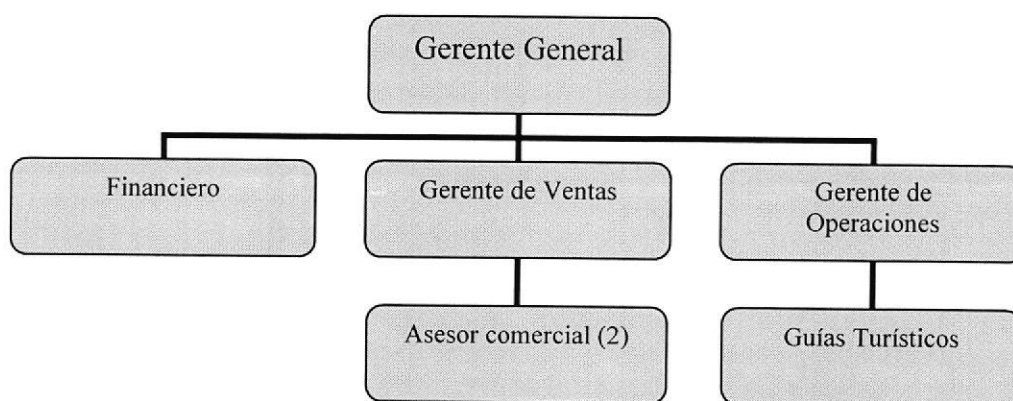 Gerente General
Financiero
Gerente de Ventas
Gerente de
Operaciones
Asesor comercial (2)
Guías Turísticos